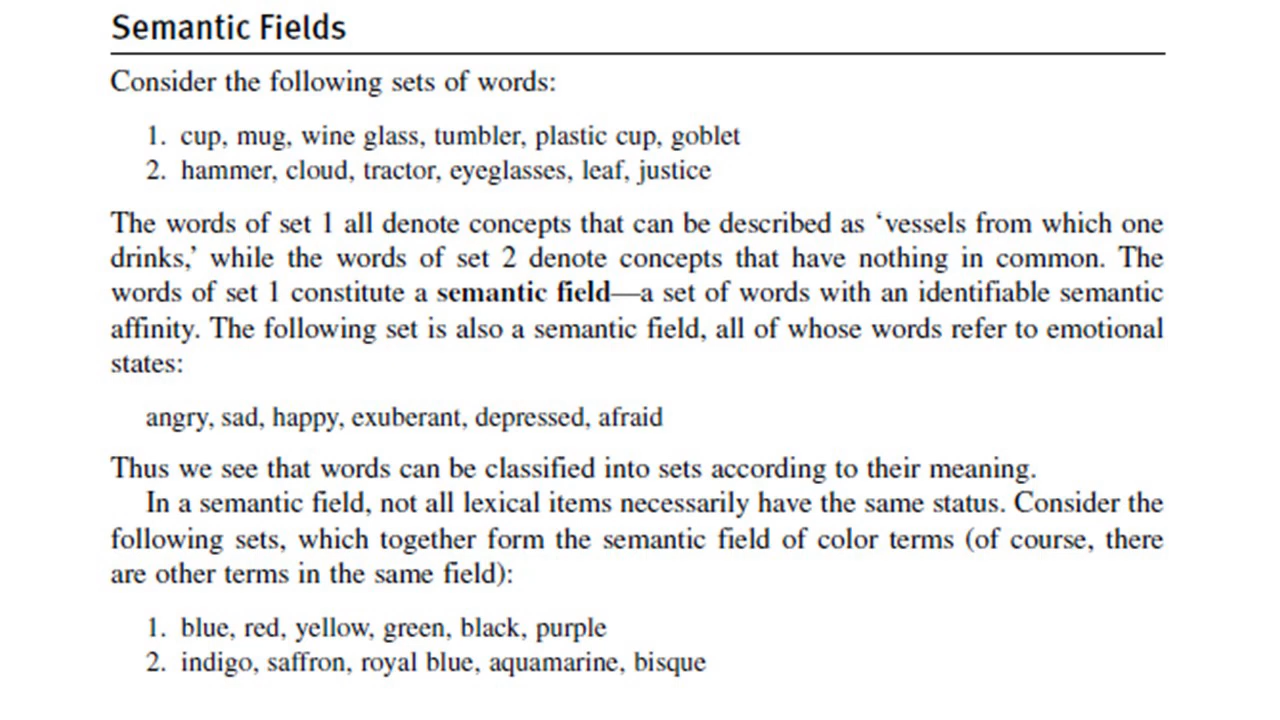 Semantic Fields
Consider the following sets of words:
1. cup, mug, wine glass, tumbler, plastic cup, goblet
2. hammer, cloud, tractor, eyeglasses, leaf, justice
The words of set 1 all denote concepts that can be described as ‘vessels from which one
drinks,’ while the words of set 2 denote concepts that have nothing in common. The
words of set 1 constitute a semantic field—a set of words with an identifiable semantic
affinity. The following set is also a semantic field, all of whose words refer to emotional
states:
angry, sad, happy, exuberant, depressed, afraid
Thus we see that words can be classified into sets according to their meaning.
In a semantic field, not all lexical items necessarily have the same status. Consider the
following sets, which together form the semantic field of color terms (of course, there
are other terms in the same field):
1. blue, red, yellow, green, black, purple
2. indigo, saffron, royal blue, aquamarine, bisque